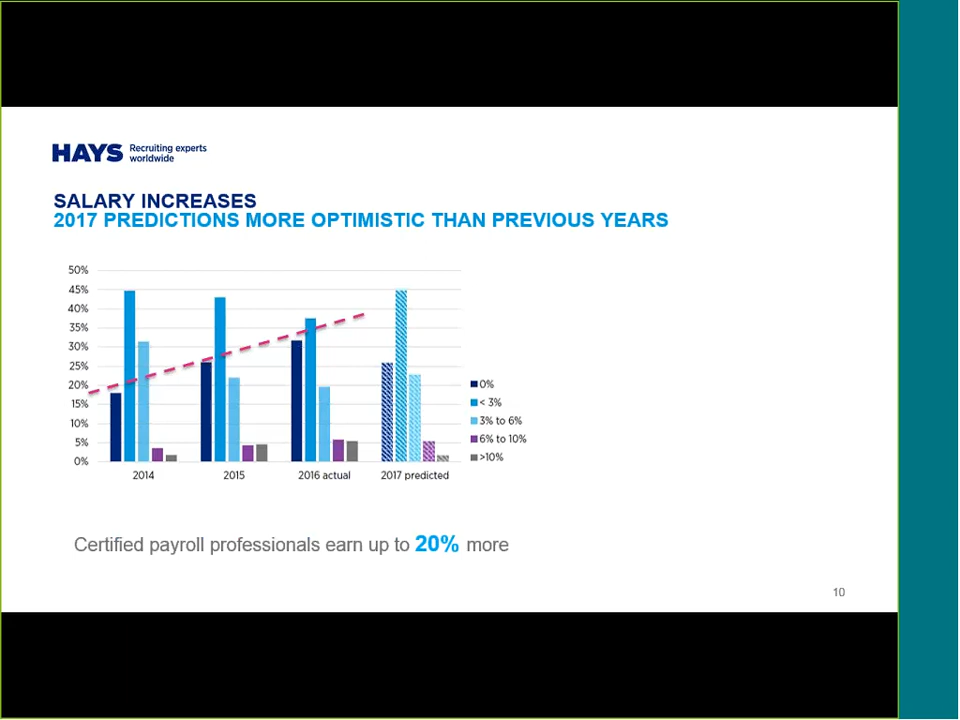 HAYS Recruiting experts
worldwide
SALARY INCREASES
2017 PREDICTIONS MORE OPTIMISTIC THAN PREVIOUS YEARS
50%
45%
40%
35%
30%
25%
20%
15%
10%
5%
0%
2014 2015 2016 actual 2017 predicted
0%
< 3%
3% to 6%
6% to 10%
>10%
Certified payroll professionals earn up to 20% more
10